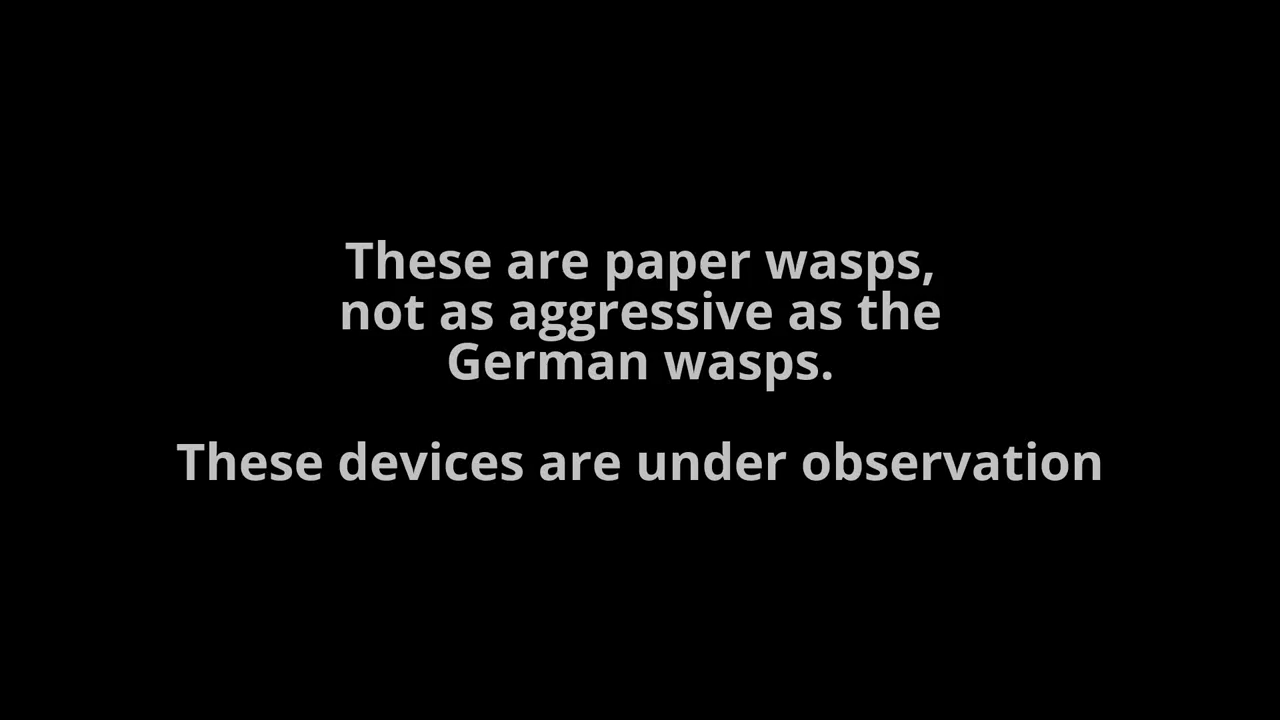 These are paper wasps,
not as aggressive as the
German wasps.
These devices are under observation